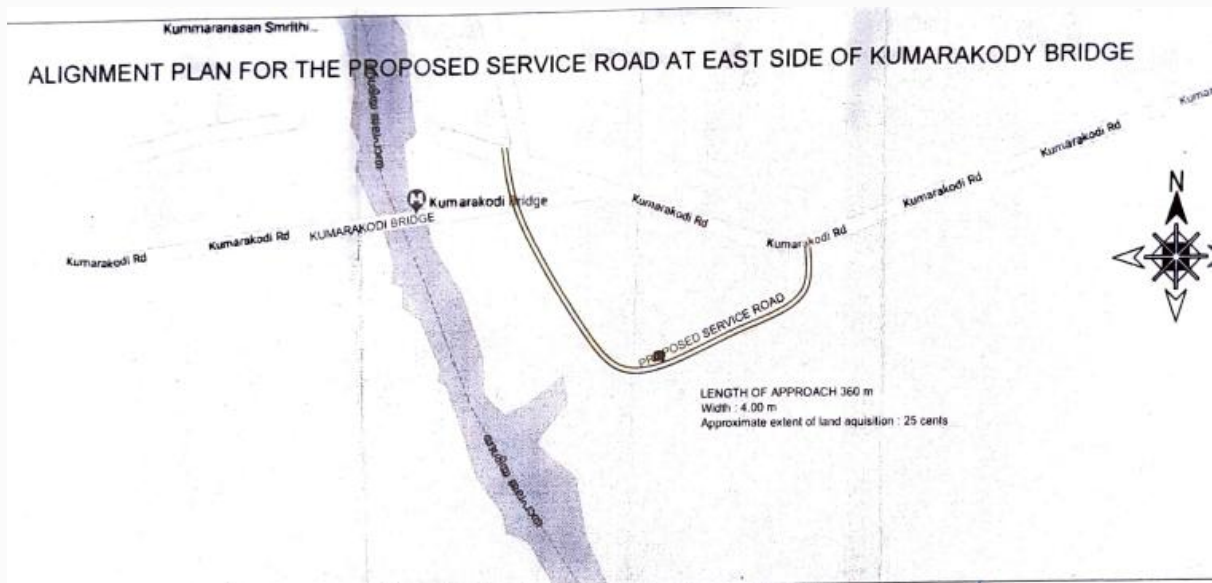 Kummaranasan Smrithi...
ALIGNMENT PLAN FOR THE PROPOSED SERVICE ROAD AT EAST SIDE OF KUMARAKODY BRIDGE
Kumarakodi Rd
Kumarakodi Rd
KUMARAKODI BRIDGE
Kumarakodi Bridge
Kumarakodi Rd
Kumarakodi Rd
Kumarakodi Rd
Kumarakodi Rd
N
PROPOSED SERVICE ROAD
LENGTH OF APPROACH 360 m
Width : 4.00 m
Approximate extent of land aquisition : 25 cents